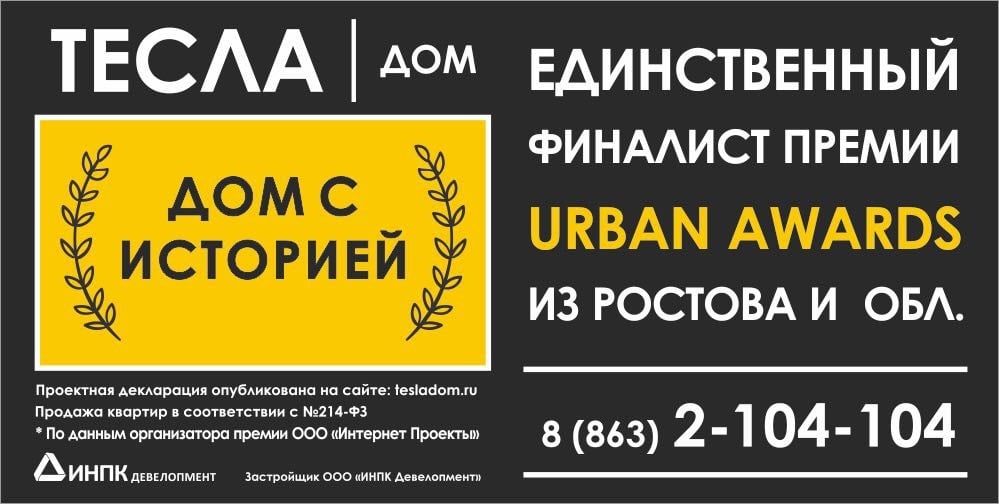 ТЕСЛА | ДОМ
ДОМ С
ИСТОРИЕЙ
Проектная декларация опубликована на сайте: tesladom.ru
Продажа квартир в соответствии с №214-ФЗ
* По данным организатора премии ООО «Интернет Проекты»
ИНПК ДЕВЕЛОПМЕНТ
Застройщик ООО «ИНПК Девелопмент»
ЕДИНСТВЕННЫЙ
ФИНАЛИСТ ПРЕМИИ
URBAN AWARDS
ИЗ РОСТОВА И ОБЛ.
8 (863) 2-104-104